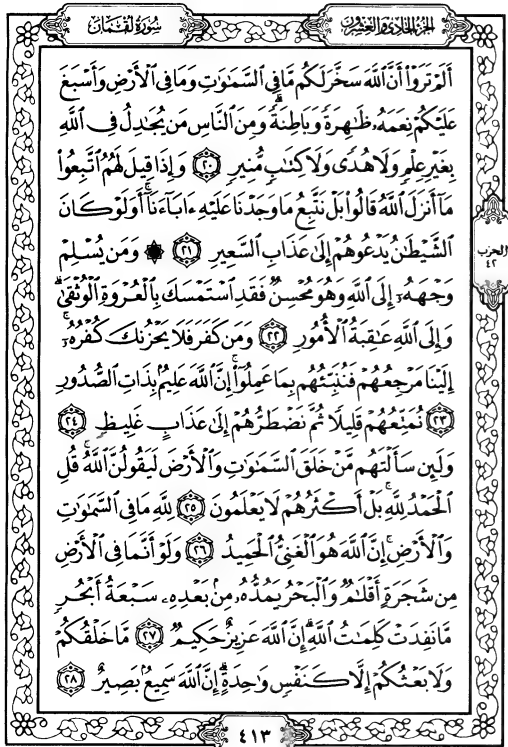 الجزء الحادي والعشرون
سورة لقمان
أَلَمْ تَرَوْا أَنَّ ٱللَّهَ سَخَّرَ لَكُم مَّا فِي ٱلسَّمَٰوَٰتِ وَمَا فِي ٱلْأَرْضِ وَأَسْبَغَ
عَلَيْكُمْ نِعَمَهُۥ ظَٰهِرَةً وَبَاطِنَةً ۗ وَمِنَ ٱلنَّاسِ مَن يُجَٰدِلُ فِي ٱللَّهِ
بِغَيْرِ عِلْمٍ وَلَا هُدًى وَلَا كِتَٰبٍ مُّنِيرٍ ٢٠ وَإِذَا قِيلَ لَهُمُ ٱتَّبِعُوا۟
مَآ أَنزَلَ ٱللَّهُ قَالُوا۟ بَلْ نَتَّبِعُ مَا وَجَدْنَا عَلَيْهِ ءَابَآءَنَآ ۚ أَوَلَوْ كَانَ
ٱلشَّيْطَٰنُ يَدْعُوهُمْ إِلَىٰ عَذَابِ ٱلسَّعِيرِ ٢١ ۞ وَمَن يُسْلِمْ
وَجْهَهُۥٓ إِلَى ٱللَّهِ وَهُوَ مُحْسِنٌ فَقَدِ ٱسْتَمْسَكَ بِٱلْعُرْوَةِ ٱلْوُثْقَىٰ ۗ
وَإِلَى ٱللَّهِ عَٰقِبَةُ ٱلْأُمُورِ ٢٢ وَمَن كَفَرَ فَلَا يَحْزُنكَ كُفْرُهُۥٓ ۚ
إِلَيْنَا مَرْجِعُهُمْ فَنُنَبِّئُهُم بِمَا عَمِلُوٓا۟ ۚ إِنَّ ٱللَّهَ عَلِيمٌۢ بِذَاتِ ٱلصُّدُورِ
٢٣ نُمَتِّعُهُمْ قَلِيلًا ثُمَّ نَضْطَرُّهُمْ إِلَىٰ عَذَابٍ غَلِيظٍ ٢٤
وَلَئِن سَأَلْتَهُم مَّنْ خَلَقَ ٱلسَّمَٰوَٰتِ وَٱلْأَرْضَ لَيَقُولُنَّ ٱللَّهُ ۚ قُلِ
ٱلْحَمْدُ لِلَّهِ ۚ بَلْ أَكْثَرُهُمْ لَا يَعْلَمُونَ ٢٥ لِلَّهِ مَا فِي ٱلسَّمَٰوَٰتِ
وَٱلْأَرْضِ ۚ إِنَّ ٱللَّهَ هُوَ ٱلْغَنِيُّ ٱلْحَمِيدُ ٢٦ وَلَوْ أَنَّمَا فِي ٱلْأَرْضِ
مِن شَجَرَةٍ أَقْلَٰمٌ وَٱلْبَحْرُ يَمُدُّهُۥ مِنۢ بَعْدِهِۦ سَبْعَةُ أَبْحُرٍ
مَّا نَفِدَتْ كَلِمَٰتُ ٱللَّهِ ۗ إِنَّ ٱللَّهَ عَزِيزٌ حَكِيمٌ ٢٧ مَّا خَلْقُكُمْ
وَلَا بَعْثُكُمْ إِلَّا كَنَفْسٍ وَٰحِدَةٍ ۗ إِنَّ ٱللَّهَ سَمِيعٌۢ بَصِيرٌ ٢٨
الحزب
٤٢
٤١٣